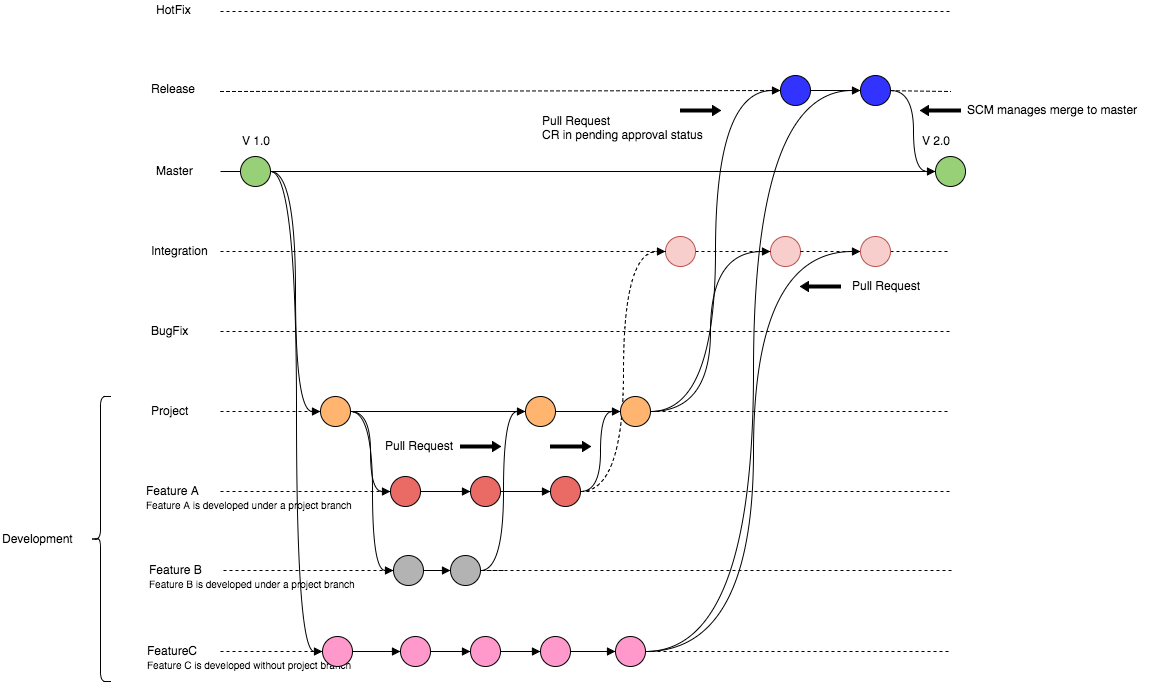 HotFix
Release
SCM manages merge to master
Pull Request
CR in pending approval status
V 1.0
V 2.0
Master
Integration
Pull Request
BugFix
Project
Pull Request
Feature A
Feature A is developed under a project branch
Development
Feature B
Feature B is developed under a project branch
FeatureC
Feature C is developed without project branch